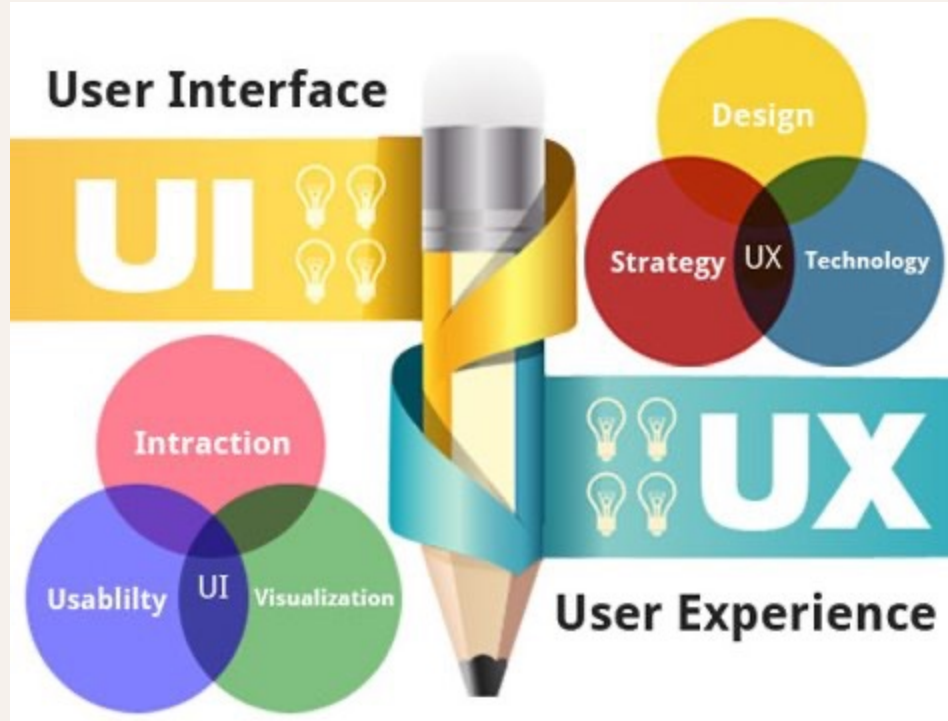 User Interface
UI
Design
Strategy
UX
Technology
Intraction
Usablilty
UI
Visualization
UX
User Experience